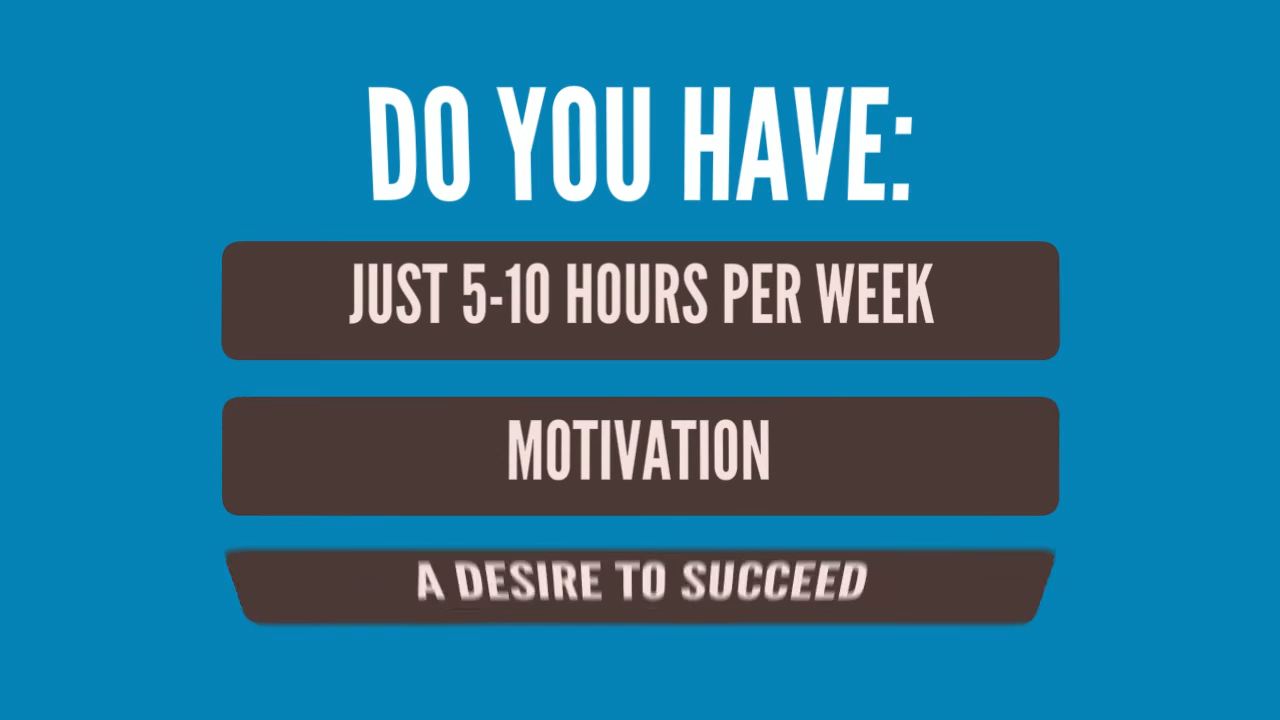 DO YOU HAVE:
JUST 5-10 HOURS PER WEEK
MOTIVATION
A DESIRE TO SUCCEED